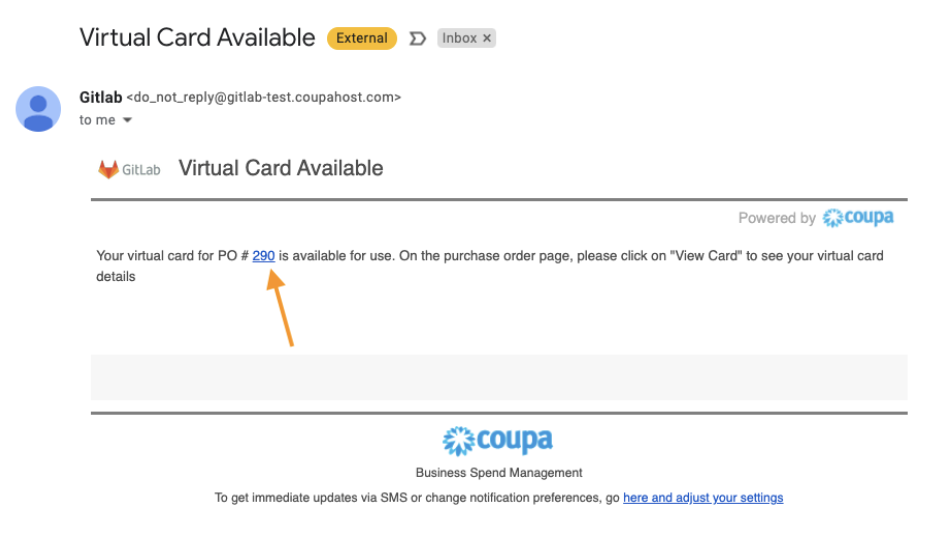 Virtual Card Available External Inbox ×
Gitlab <do_not_reply@gitlab-test.coupahost.com>
to me
GitLab Virtual Card Available
Powered by coupa
Your virtual card for PO # 290 is available for use. On the purchase order page, please click on "View Card" to see your virtual card
details
coupa
Business Spend Management
To get immediate updates via SMS or change notification preferences, go here and adjust your settings